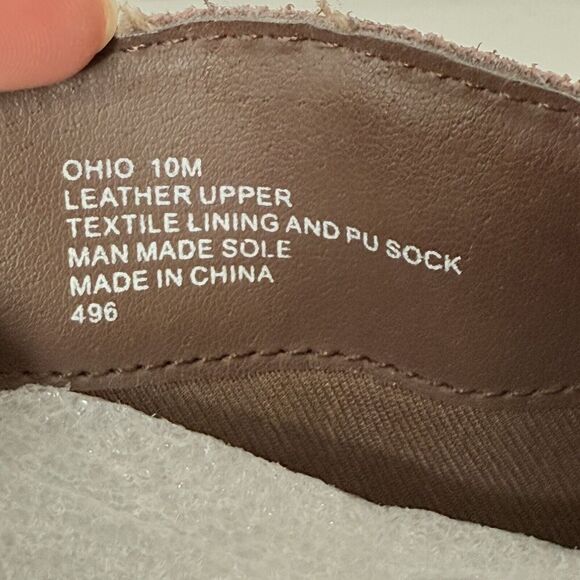 OHIO 10M
LEATHER UPPER
TEXTILE LINING AND PU SOCK
MAN MADE SOLE
MADE IN CHINA
496